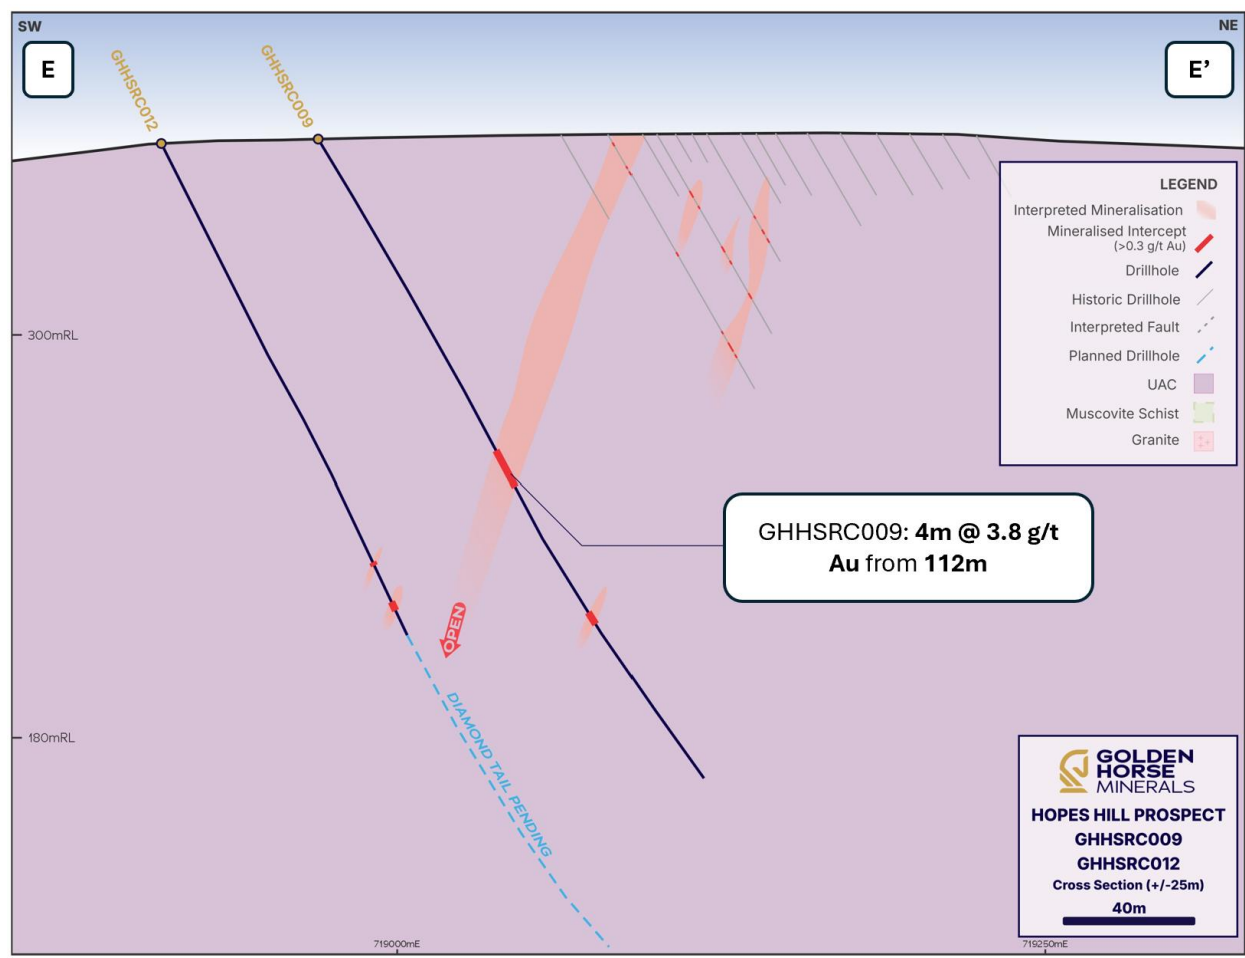 SW
NE
E
E’
GHHSRC012
GHHSRC009
LEGEND
Interpreted Mineralisation
Mineralised Intercept
(>0.3 g/t Au)
Drillhole
Historic Drillhole
Interpreted Fault
Planned Drillhole
UAC
Muscovite Schist
Granite
300mRL
GHHSRC009: 4m @ 3.8 g/t
Au from 112m
OPEN
DIAMOND TAIL PENDING
180mRL
GOLDEN
HORSE
MINERALS
HOPES HILL PROSPECT
GHHSRC009
GHHSRC012
Cross Section (+/-25m)
40m
719000mE
719250mE